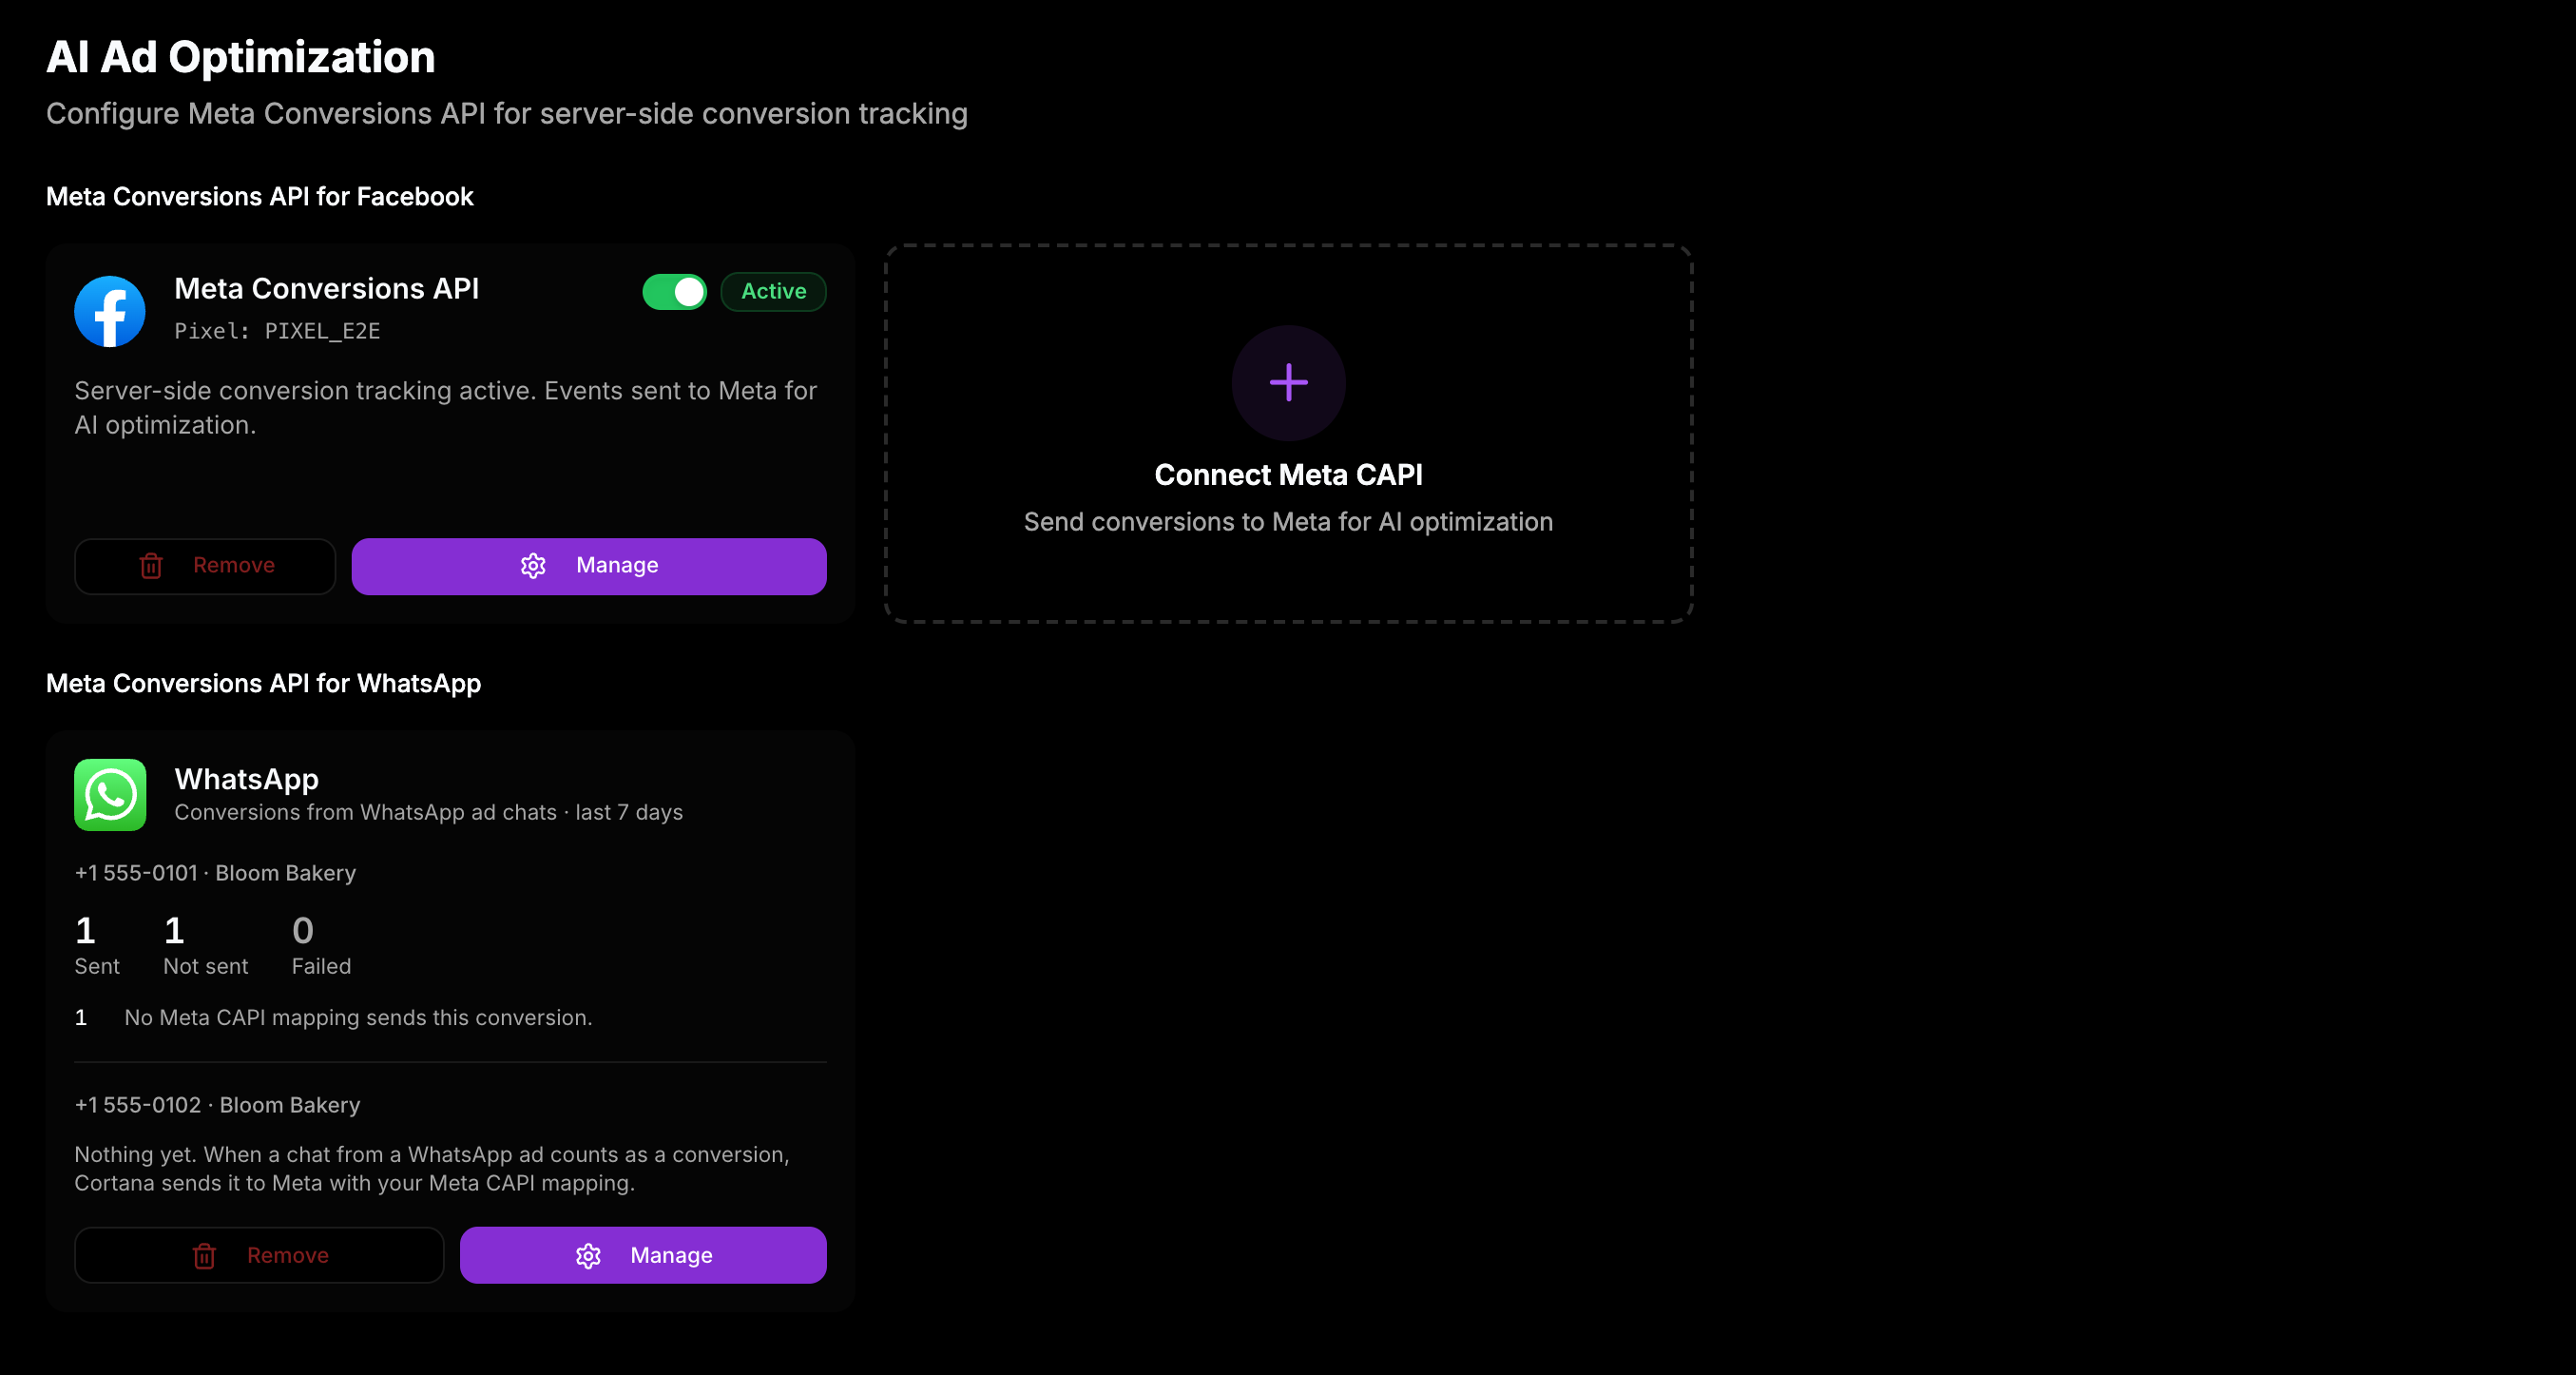 AI Ad Optimization
Configure Meta Conversions API for server-side conversion tracking
Meta Conversions API for Facebook
Meta Conversions API
Active
Pixel: PIXEL_E2E
Server-side conversion tracking active. Events sent to Meta for
AI optimization.
Remove
Manage
Connect Meta CAPI
Send conversions to Meta for AI optimization
Meta Conversions API for WhatsApp
WhatsApp
Conversions from WhatsApp ad chats · last 7 days
+1 555-0101 · Bloom Bakery
1 1 0
Sent Not sent Failed
1 No Meta CAPI mapping sends this conversion.
+1 555-0102 · Bloom Bakery
Nothing yet. When a chat from a WhatsApp ad counts as a conversion,
Cortana sends it to Meta with your Meta CAPI mapping.
Remove
Manage